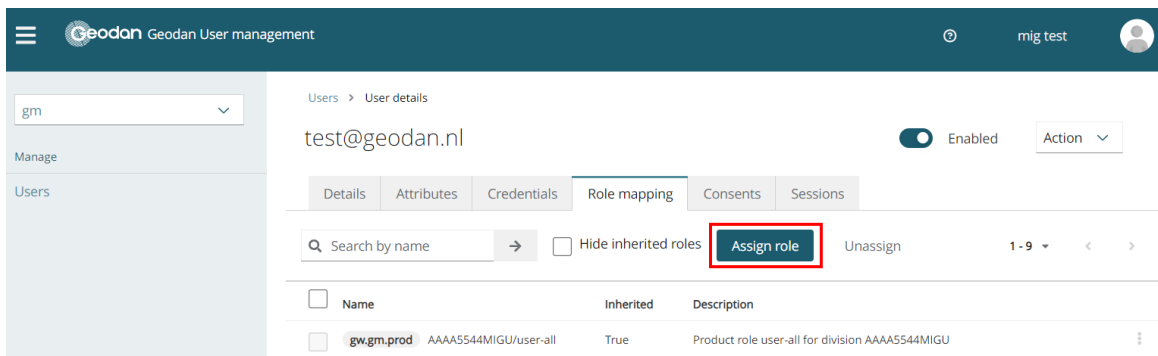 Geodan Geodan User management mig test
gm
Manage
Users
Users > User details
test@geodan.nl
Enabled Action
Details Attributes Credentials Role mapping Consents Sessions
Search by name Hide inherited roles Assign role Unassign 1 - 9
Name Inherited Description
gw.gm.prod AAAA5544MIGU/user-all True Product role user-all for division AAAA5544MIGU